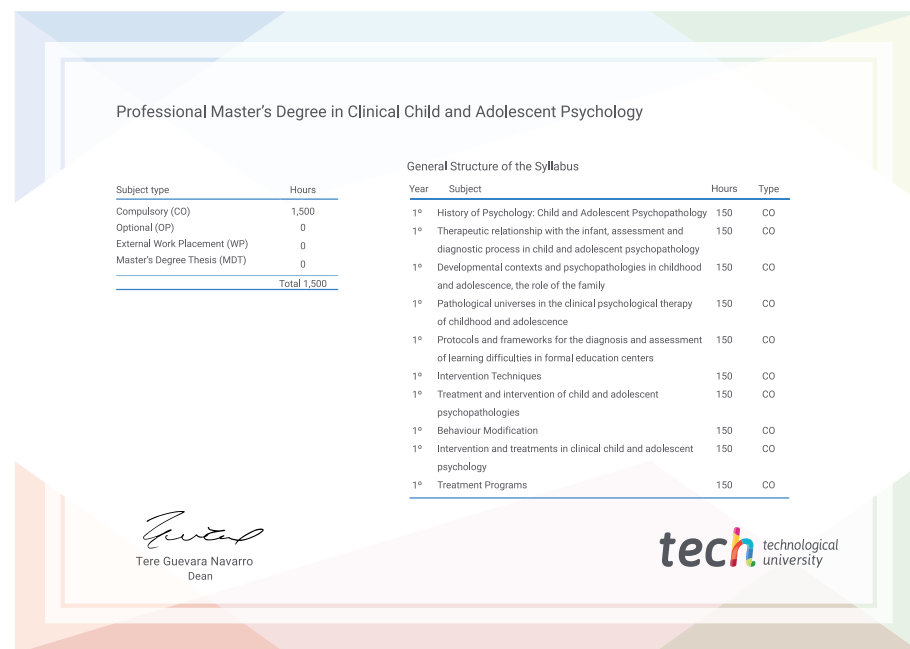 Professional Master's Degree in Clinical Child and Adolescent Psychology
Subject type Hours
Compulsory (CO) 1,500
Optional (OP) 0
External Work Placement (WP) 0
Master's Degree Thesis (MDT) 0
Total 1,500
General Structure of the Syllabus
Year Subject Hours Type
1º History of Psychology: Child and Adolescent Psychopathology 150 CO
1º Therapeutic relationship with the infant, assessment and 150 CO
diagnostic process in child and adolescent psychopathology
1º Developmental contexts and psychopathologies in childhood 150 CO
and adolescence, the role of the family
1º Pathological universes in the clinical psychological therapy 150 CO
of childhood and adolescence
1º Protocols and frameworks for the diagnosis and assessment 150 CO
of learning difficulties in formal education centers
1º Intervention Techniques 150 CO
1º Treatment and intervention of child and adolescent 150 CO
psychopathologies
1º Behaviour Modification 150 CO
1º Intervention and treatments in clinical child and adolescent 150 CO
psychology
1º Treatment Programs 150 CO
Tere Guevara Navarro
Dean
tech technological
university